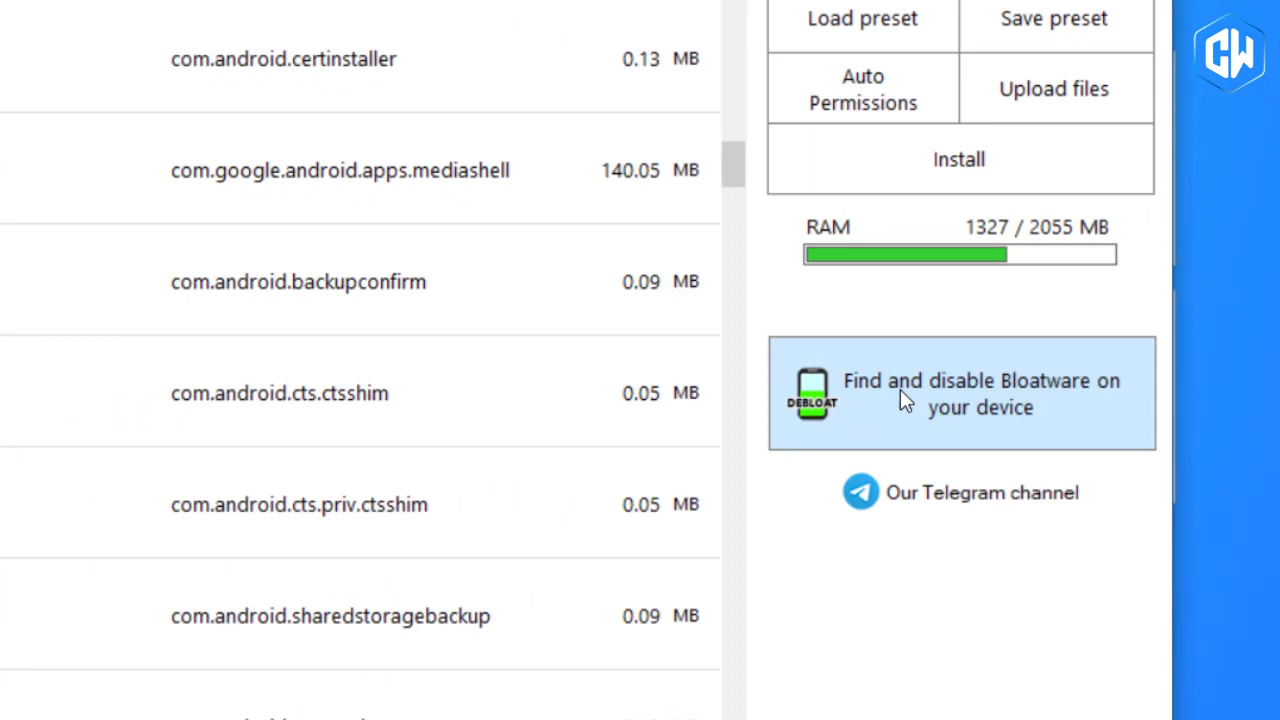 com.android.certinstaller 0.13 MB
com.google.android.apps.mediashell 140.05 MB
com.android.backupconfirm 0.09 MB
com.android.cts.ctsshim 0.05 MB
com.android.cts.priv.ctsshim 0.05 MB
com.android.sharedstoragebackup 0.09 MB
Load preset
Save preset
Auto
Permissions
Upload files
Install
RAM 1327 / 2055 MB
DEBLOAT
Find and disable Bloatware on
your device
Our Telegram channel
CW